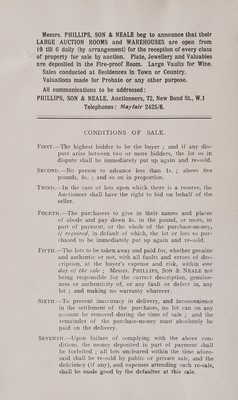 Messrs. PHILLIPS, SON & NEALE beg to announce that their
LARGE AUCTION ROOMS and WAREHOUSES are open from
10 till 6 daily (by arrangement) for the reception of every class
of property for sale by auction. Plate, Jewellery and Valuables
are deposited in the Fire-proof Room. Large Vaults for Wine.
Sales conducted at Residences in Town or Country.
Valuations made for Probate or any other purpose.
All communications to be addressed:
PHILLIPS, SON & NEALE, Auctioneers, 72, New Bond St., W.1
Telephones: Mayfair 2425/6.
CONDITIONS OF SALE.
FIRST.—The highest bidder to be the buyer ; and if any dis-
pute arise between two or more bidders, the lot so in
dispute shall be immediately put up again and re-sold.
SECOND.—No person to advance less than 1s. ; above five
pounds, 5s. ; and so on in proportion.
THIRD.—In the case of lots upon which there is a reserve, the
Auctioneer shall have the right to bid on behalf of the
seller.
FOURTH.—The purchasers to give in their names and places
of abode and pay down 5s. in the pound, or more, in
part of payment, or the whole of the purchase-money,
if required, in default of which, the lot or lots so pur-
chased to be immediately put up again and re-sold.
FIFTH.—The lots to be taken away and paid for, whether genuine
and authentic or not, with all faults and errors of des-
cription, at the buyer's expense and risk, within one
day of the sale ; Messrs. PHILLIPS, SON & NEALE not
being responsible for the correct description, genuine-
ness or authenticity of, or any fault or defect in, any
lot ; and making no warranty whatever.
SIXTH.—To prevent inaccuracy in delivery, and inconvenience
in the settlement of the purchases, no lot can on any
account be removed during the time of sale ; and the
remainder of the purchase-money must absolutely be
paid on the delivery.
SEVENTH.—Upon failure of complying with the above con-
ditions, the money deposited in part of payment shall
be forfeited ; all lots uncleared within the time afore-
said shall be re-sold by public or private sale, and the
deficiency (if any), and expenses attending such re-sale,
shall be made good by the defaulter at this sale.